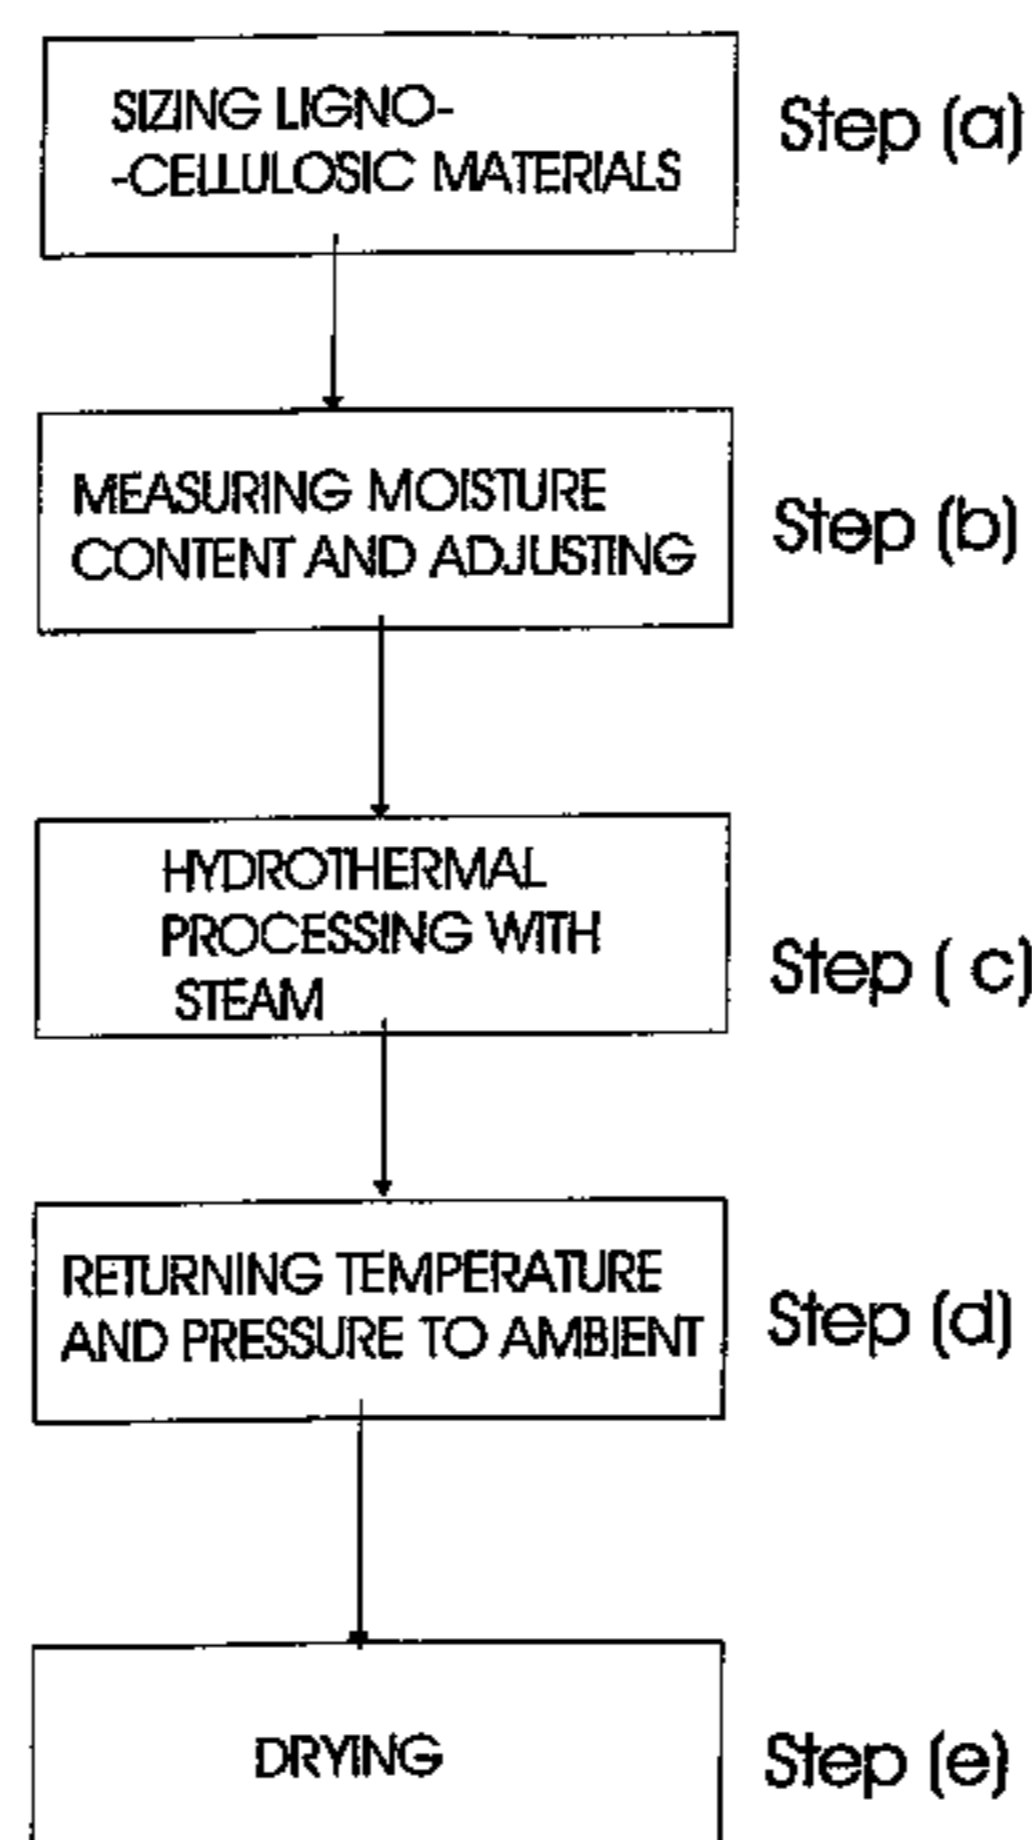 SIZING LIGNO-
-CELLULOSIC MATERIALS
Step (a)
MEASURING MOISTURE
CONTENT AND ADJUSTING
Step (b)
HYDROTHERMAL
PROCESSING WITH
STEAM
Step ( c)
RETURNING TEMPERATURE
AND PRESSURE TO AMBIENT
Step (d)
DRYING
Step (e)